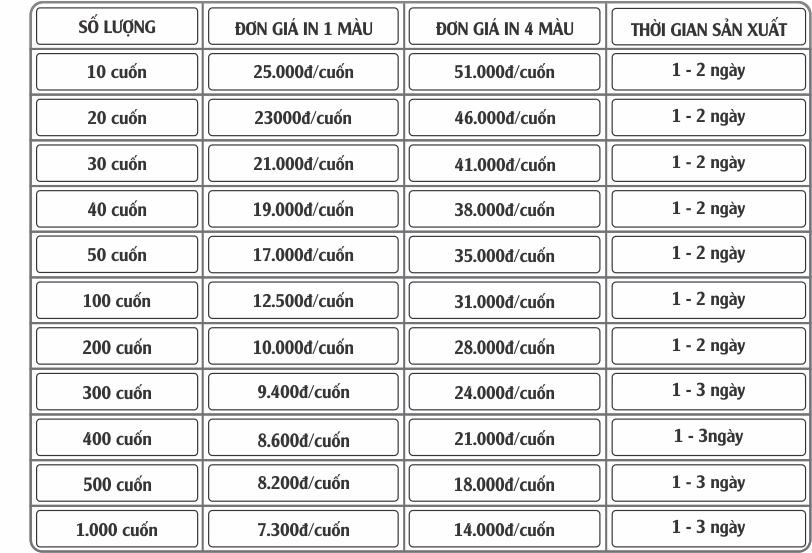 SỐ LƯỢNG ĐƠN GIÁ IN 1 MÀU ĐƠN GIÁ IN 4 MÀU THỜI GIAN SẢN XUẤT
10 cuốn 25.000đ/cuốn 51.000đ/cuốn 1 - 2 ngày
20 cuốn 23000đ/cuốn 46.000đ/cuốn 1 - 2 ngày
30 cuốn 21.000đ/cuốn 41.000đ/cuốn 1 - 2 ngày
40 cuốn 19.000đ/cuốn 38.000đ/cuốn 1 - 2 ngày
50 cuốn 17.000đ/cuốn 35.000đ/cuốn 1 - 2 ngày
100 cuốn 12.500đ/cuốn 31.000đ/cuốn 1 - 2 ngày
200 cuốn 10.000đ/cuốn 28.000đ/cuốn 1 - 2 ngày
300 cuốn 9.400đ/cuốn 24.000đ/cuốn 1 - 3 ngày
400 cuốn 8.600đ/cuốn 21.000đ/cuốn 1 - 3ngày
500 cuốn 8.200đ/cuốn 18.000đ/cuốn 1 - 3 ngày
1.000 cuốn 7.300đ/cuốn 14.000đ/cuốn 1 - 3 ngày